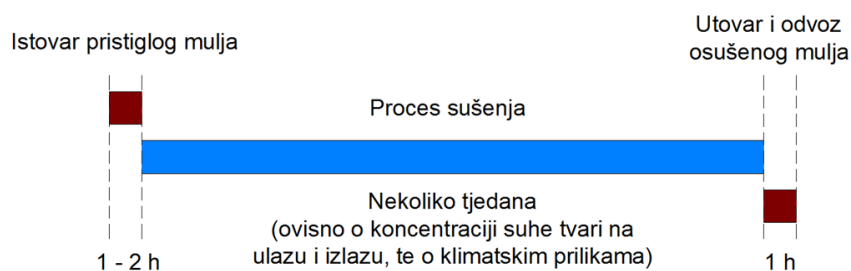 Istovar pristiglog mulja
Utovar i odvoz
osušenog mulja
Proces sušenja
Nekoliko tjedana
(ovisno o koncentraciji suhe tvari na
ulazu i izlazu, te o klimatskim prilikama)
1 - 2 h
1 h